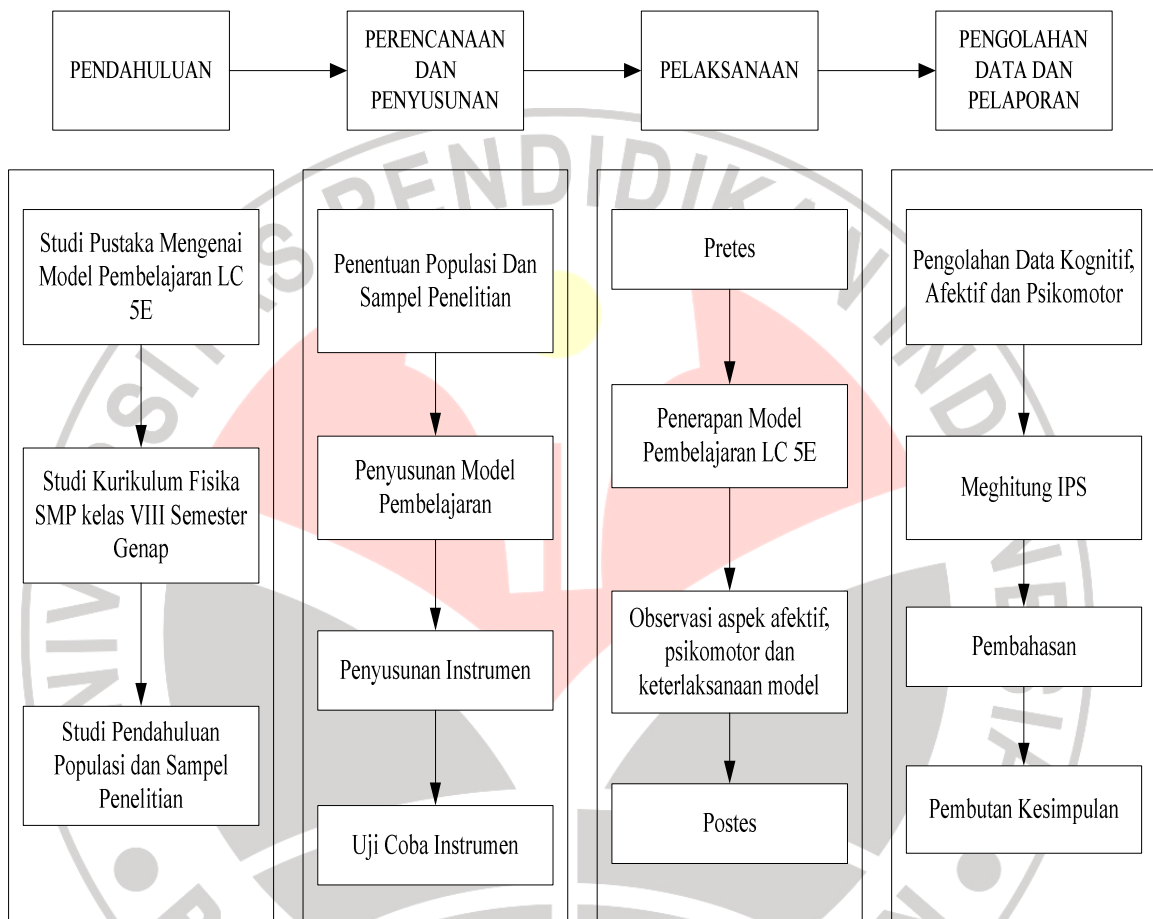 PENDAHULUAN
PERENCANAAN
DAN
PENYUSUNAN
PELAKSANAAN
PENGOLAHAN
DATA DAN
PELAPORAN
Studi Pustaka Mengenai
Model Pembelajaran LC
5E
Studi Kurikulum Fisika
SMP kelas VIII Semester
Genap
Studi Pendahuluan
Populasi dan Sampel
Penelitian
Penentuan Populasi Dan
Sampel Penelitian
Penyusunan Model
Pembelajaran
Penyusunan Instrumen
Uji Coba Instrumen
Pretes
Penerapan Model
Pembelajaran LC 5E
Observasi aspek afektif,
psikomotor dan
keterlaksanaan model
Postes
Pengolahan Data Kognitif,
Afektif dan Psikomotor
Meghitung IPS
Pembahasan
Pembutan Kesimpulan